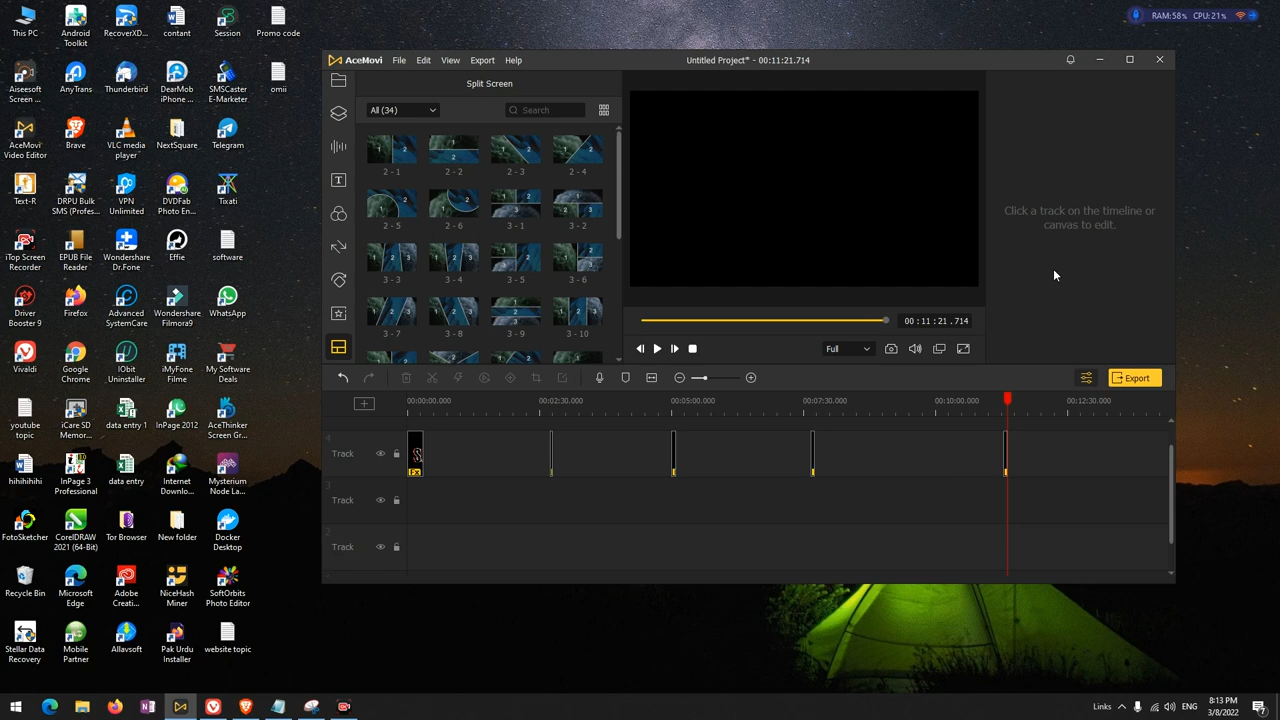 This PC
Android
Toolkit
RecoverXD...
contant
Session
Promo code
Aiseesoft
Screen ...
AnyTrans
Thunderbird
DearMob
iPhone ...
SMSCaster
E-Marketer
omii
AceMovi
Video Editor
Brave
VLC media
player
NextSquare
Telegram
Text-R
DRPU Bulk
SMS (Profes...
VPN
Unlimited
DVDFab
Photo En...
Tixati
iTop Screen
Recorder
EPUB File
Reader
Wondershare
Dr.Fone
Effie
software
Driver
Booster 9
Firefox
Advanced
SystemCare
Wondershare
Filmora9
WhatsApp
Vivaldi
Google
Chrome
IObit
Uninstaller
iMyFone
Filme
My Software
Deals
youtube
topic
iCare SD
Memor...
data entry 1
InPage 2012
AceThinker
Screen Gr...
hihihihihi
InPage 3
Professional
data entry
Internet
Downlo...
Mysterium
Node La...
FotoSketcher
CorelDRAW
2021 (64-Bit)
Tor Browser
New folder
Docker
Desktop
Recycle Bin
Microsoft
Edge
Adobe
Creati...
NiceHash
Miner
SoftOrbits
Photo Editor
Stellar Data
Recovery
Mobile
Partner
Allavsoft
Pak Urdu
Installer
website topic
RAM:58% CPU:21%
AceMovi File Edit View Export Help Untitled Project* - 00:11:21.714
Split Screen
All (34) Search
2 - 1 2 - 2 2 - 3 2 - 4
2 - 5 2 - 6 3 - 1 3 - 2
3 - 3 3 - 4 3 - 5 3 - 6
3 - 7 3 - 8 3 - 9 3 - 10
Click a track on the timeline or
canvas to edit.
00:11:21.714
Full
Export
00:00:00.000 00:02:30.000 00:05:00.000 00:07:30.000 00:10:00.000 00:12:30.000
4
Track
3
Track
2
Track
Links ENG 8:13 PM
3/8/2022